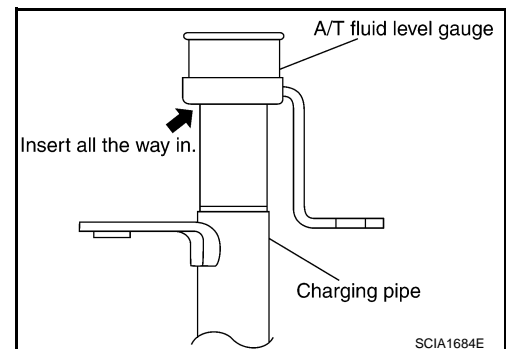 A/T fluid level gauge
Insert all the way in.
Charging pipe
SCIA1684E